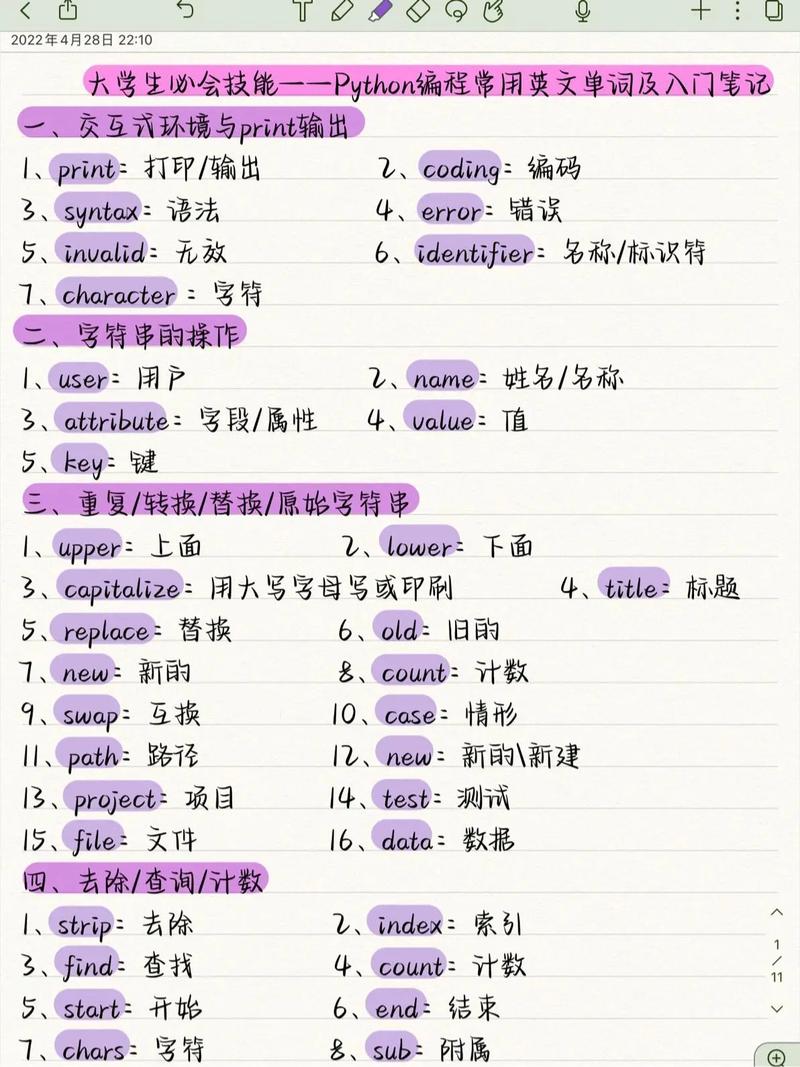 2022年4月28日 22:10
大学生必会技能——Python编程常用英文单词及入门笔记
一、交互式环境与print输出
1、print: 打印/输出 2、coding: 编码
3、syntax: 语法 4、error: 错误
5、invalid: 无效 6、identifier: 名称/标识符
7、character : 字符
二、字符串的操作
1、user: 用户 2、name: 姓名/名称
3、attribute: 字段/属性 4、value: 值
5、key: 键
三、重复/转换/替换/原始字符串
1、upper: 上面 2、lower: 下面
3、capitalize: 用大写字母写或印刷 4、title: 标题
5、replace: 替换 6、old: 旧的
7、new: 新的 8、count: 计数
9、swap: 互换 10、case: 情形
11、path: 路径 12、new: 新的\新建
13、project: 项目 14、test: 测试
15、file: 文件 16、data: 数据
四、去除/查询/计数
1、strip: 去除 2、index: 索引
3、find: 查找 4、count: 计数
5、start: 开始 6、end: 结束
7、chars: 字符 8、sub: 附属
1
/
11